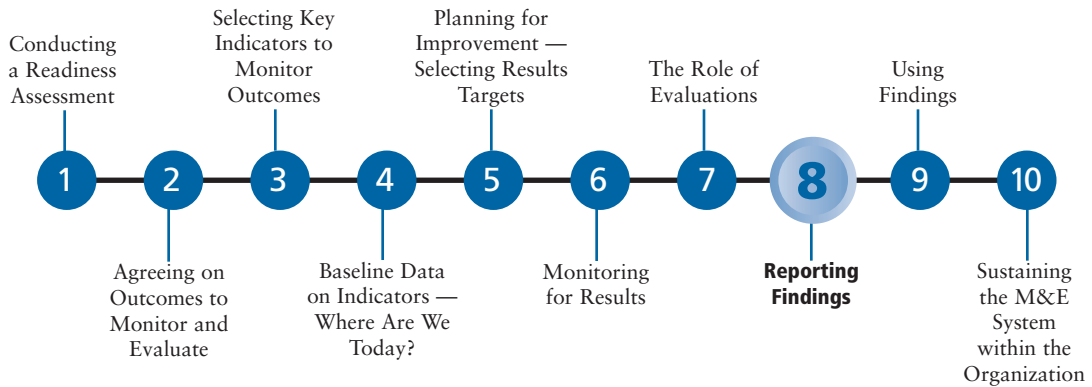 Conducting
a Readiness
Assessment
Selecting Key
Indicators to
Monitor
Outcomes
Planning for
Improvement —
Selecting Results
Targets
The Role of
Evaluations
Using
Findings
1
2
3
4
5
6
7
8
9
10
Agreeing on
Outcomes to
Monitor and
Evaluate
Baseline Data
on Indicators —
Where Are We
Today?
Monitoring
for Results
Reporting
Findings
Sustaining
the M&E
System
within the
Organization